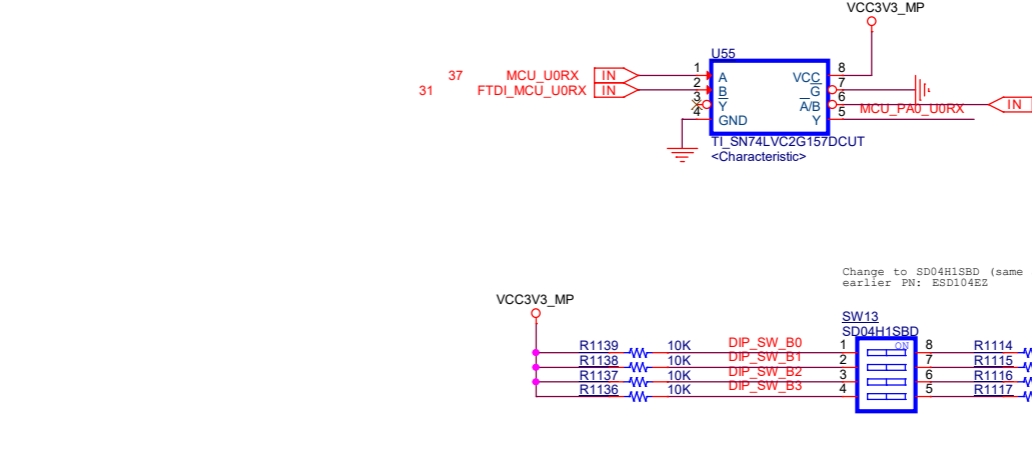 VCC3V3_MP
U55
37 MCU_U0RX IN 1 A VCC 8
31 FTDI_MCU_U0RX IN 2 B G 7
3 Y A/B 6 IN
MCU_PA0_U0RX
4 GND Y 5
TI_SN74LVC2G157DCUT
<Characteristic>
Change to SD04H1SBD (same
earlier PN: ESD104EZ
VCC3V3_MP
SW13
SD04H1SBD
R1139 10K DIP_SW_B0 1 ON 8 R1114
R1138 10K DIP_SW_B1 2 7 R1115
R1137 10K DIP_SW_B2 3 6 R1116
R1136 10K DIP_SW_B3 4 5 R1117